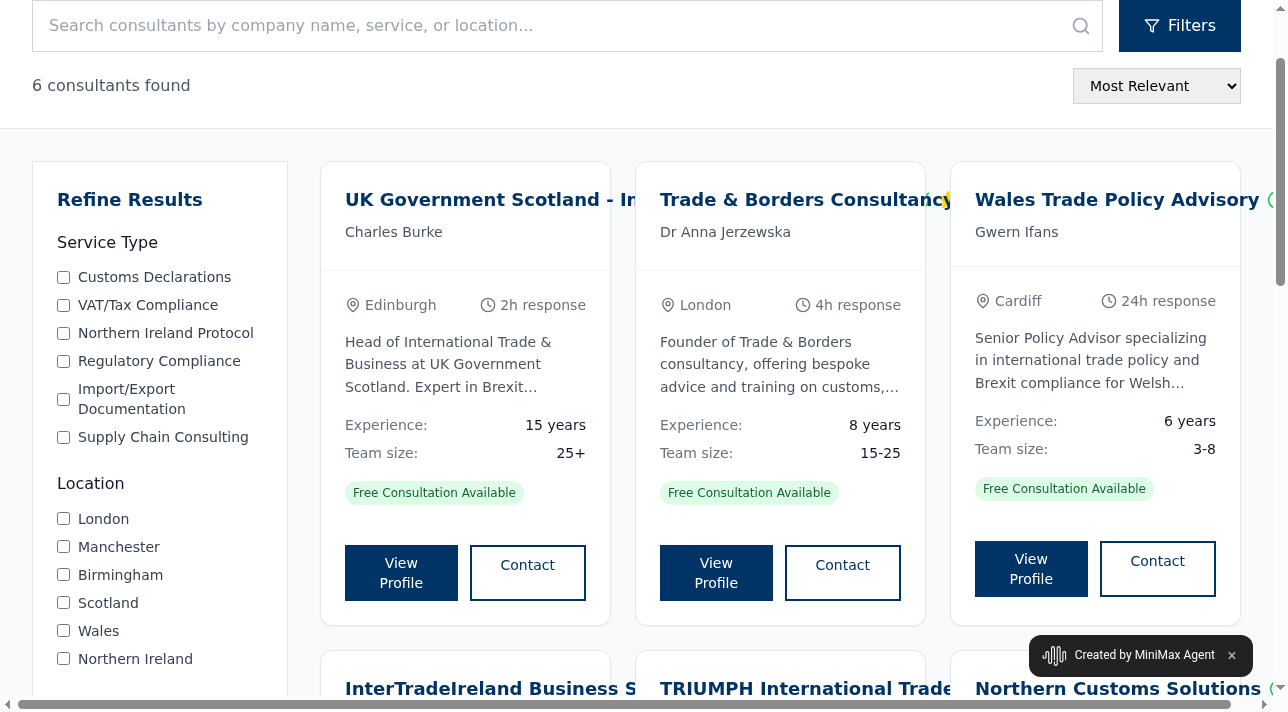 Search consultants by company name, service, or location...
Filters
6 consultants found
Most Relevant
Refine Results
Service Type
Customs Declarations
VAT/Tax Compliance
Northern Ireland Protocol
Regulatory Compliance
Import/Export
Documentation
Supply Chain Consulting
Location
London
Manchester
Birmingham
Scotland
Wales
Northern Ireland
UK Government Scotland - In
Charles Burke
Edinburgh
2h response
Head of International Trade &
Business at UK Government
Scotland. Expert in Brexit...
Experience: 15 years
Team size: 25+
Free Consultation Available
View
Profile
Contact
Trade & Borders Consultancy
Dr Anna Jerzewska
London
4h response
Founder of Trade & Borders
consultancy, offering bespoke
advice and training on customs,...
Experience: 8 years
Team size: 15-25
Free Consultation Available
View
Profile
Contact
Wales Trade Policy Advisory
Gwern Ifans
Cardiff
24h response
Senior Policy Advisor specializing
in international trade policy and
Brexit compliance for Welsh...
Experience: 6 years
Team size: 3-8
Free Consultation Available
View
Profile
Contact
InterTradeIreland Business S
TRIUMPH International Trade
Northern Customs Solutions
Created by MiniMax Agent